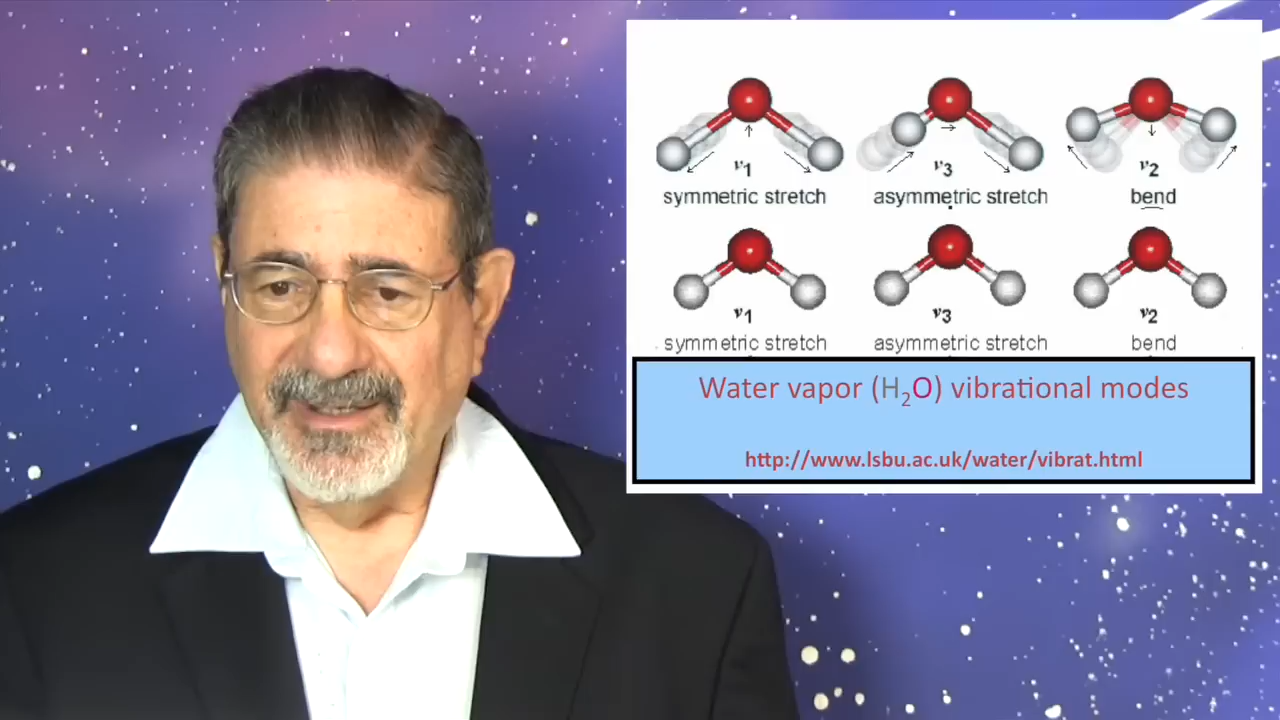 ν1 ν3 ν2
symmetric stretch asymmetric stretch bend
ν1 ν3 ν2
symmetric stretch asymmetric stretch bend
Water vapor (H2O) vibrational modes
http://www.lsbu.ac.uk/water/vibrat.html